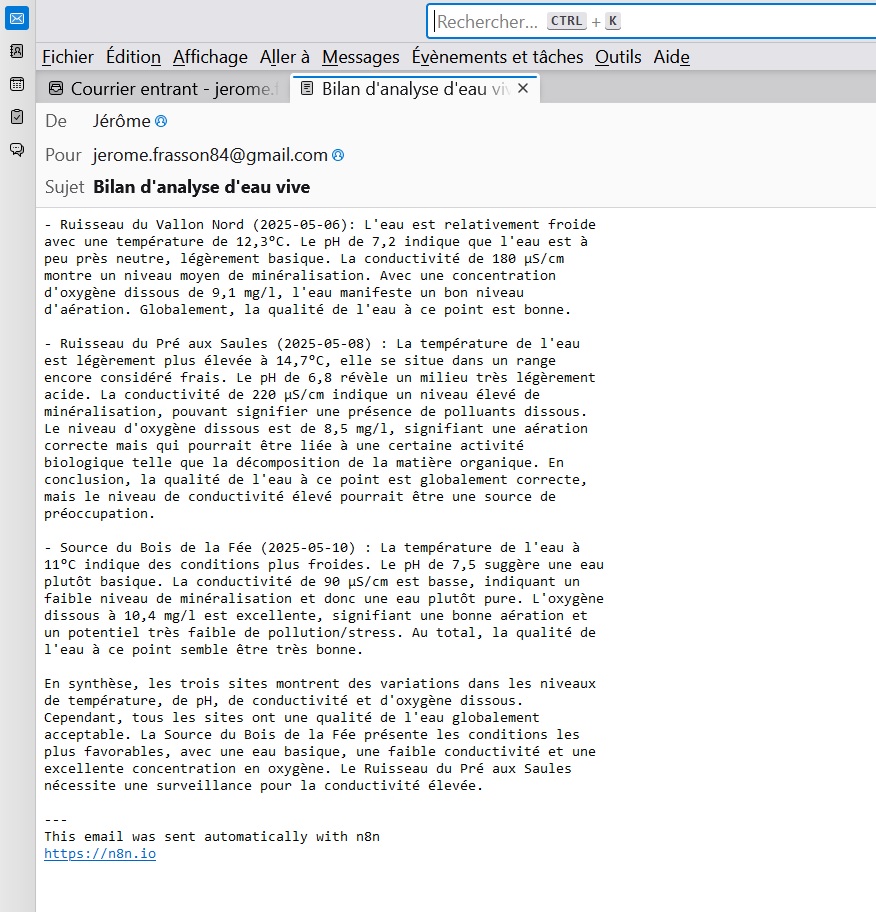 Rechercher... CTRL + K
Fichier Édition Affichage Aller à Messages Évènements et tâches Outils Aide
Courrier entrant - jerome.f Bilan d'analyse d'eau viv
De Jérôme
Pour jerome.frasson84@gmail.com
Sujet Bilan d'analyse d'eau vive
- Ruisseau du Vallon Nord (2025-05-06): L'eau est relativement froide
avec une température de 12,3°C. Le pH de 7,2 indique que l'eau est à
peu près neutre, légèrement basique. La conductivité de 180 µS/cm
montre un niveau moyen de minéralisation. Avec une concentration
d'oxygène dissous de 9,1 mg/l, l'eau manifeste un bon niveau
d'aération. Globalement, la qualité de l'eau à ce point est bonne.
- Ruisseau du Pré aux Saules (2025-05-08) : La température de l'eau
est légèrement plus élevée à 14,7°C, elle se situe dans un range
encore considéré frais. Le pH de 6,8 révèle un milieu très légèrement
acide. La conductivité de 220 µS/cm indique un niveau élevé de
minéralisation, pouvant signifier une présence de polluants dissous.
Le niveau d'oxygène dissous est de 8,5 mg/l, signifiant une aération
correcte mais qui pourrait être liée à une certaine activité
biologique telle que la décomposition de la matière organique. En
conclusion, la qualité de l'eau à ce point est globalement correcte,
mais le niveau de conductivité élevé pourrait être une source de
préoccupation.
- Source du Bois de la Fée (2025-05-10) : La température de l'eau à
11°C indique des conditions plus froides. Le pH de 7,5 suggère une eau
plutôt basique. La conductivité de 90 µS/cm est basse, indiquant un
faible niveau de minéralisation et donc une eau plutôt pure. L'oxygène
dissous à 10,4 mg/l est excellente, signifiant une bonne aération et
un potentiel très faible de pollution/stress. Au total, la qualité de
l'eau à ce point semble être très bonne.
En synthèse, les trois sites montrent des variations dans les niveaux
de température, de pH, de conductivité et d'oxygène dissous.
Cependant, tous les sites ont une qualité de l'eau globalement
acceptable. La Source du Bois de la Fée présente les conditions les
plus favorables, avec une eau basique, une faible conductivité et une
excellente concentration en oxygène. Le Ruisseau du Pré aux Saules
nécessite une surveillance pour la conductivité élevée.
---
This email was sent automatically with n8n
https://n8n.io